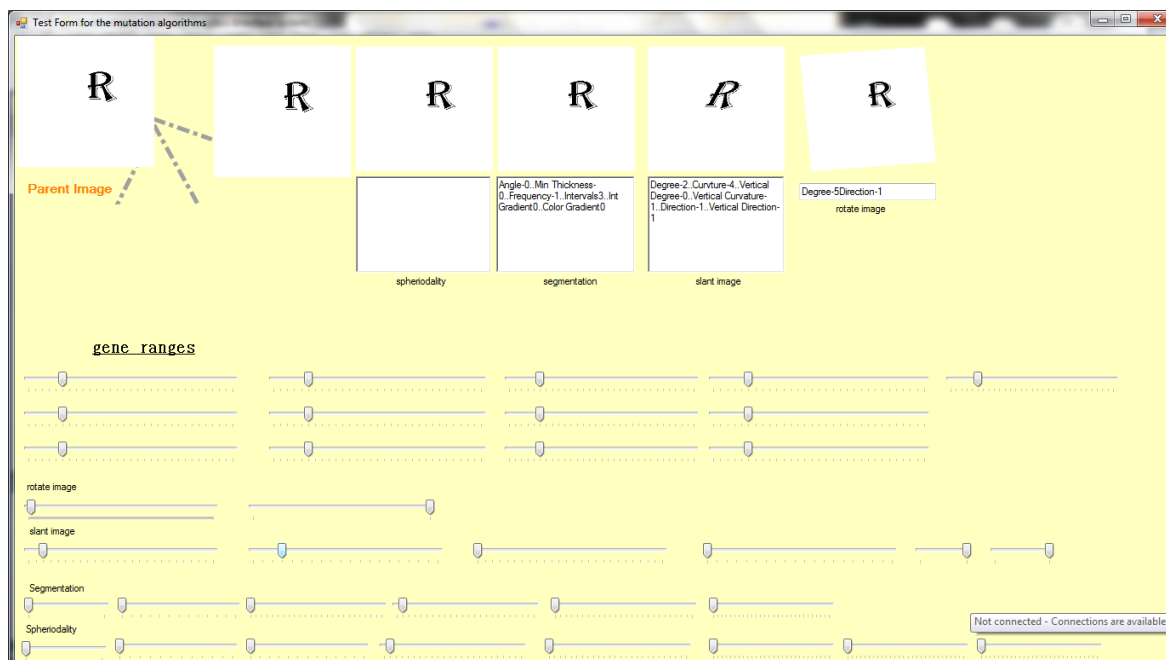 Test Form for the mutation algorithms
R
R
R
R
R
R
Parent Image
Angle-0..Min Thickness-
0..Frequency-1..Intervals3..Int
Gradient0..Color Gradient0
Degree-2..Curvture-4..Vertical
Degree-0..Vertical Curvature-
1..Direction-1..Vertical Direction-
1
Degree-5Direction-1
rotate image
spheriodality
segmentation
slant image
gene ranges
rotate image
slant image
Segmentation
Spheriodality
Not connected - Connections are available